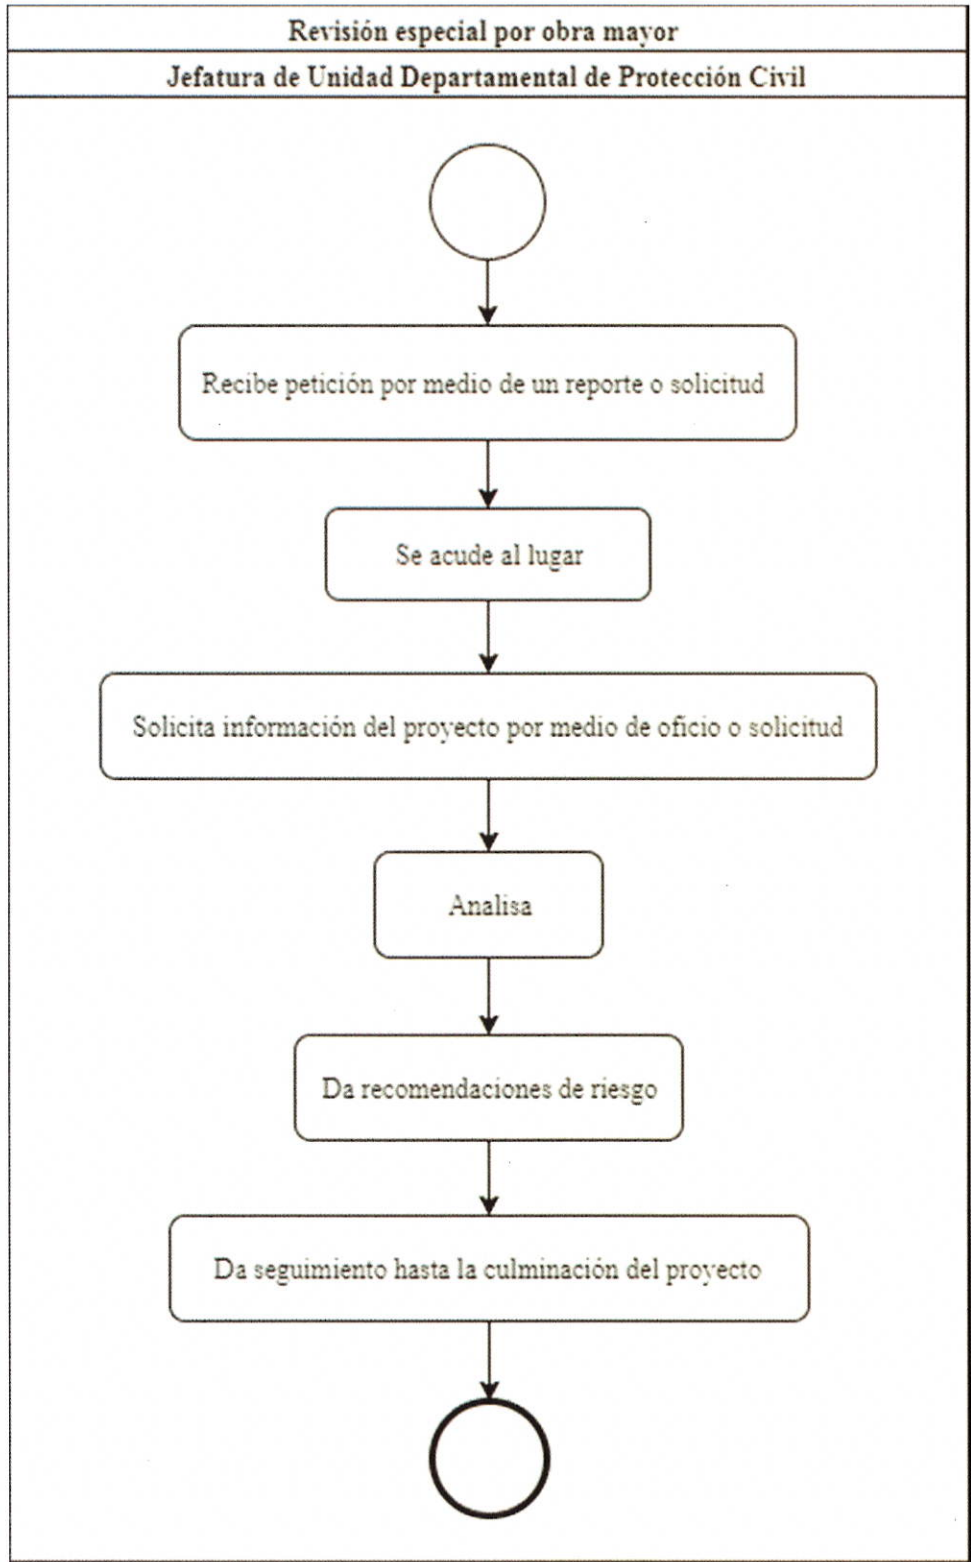 Revisión especial por obra mayor
Jefatura de Unidad Departamental de Protección Civil
Recibe petición por medio de un reporte o solicitud
Se acude al lugar
Solicita información del proyecto por medio de oficio o solicitud
Analisa
Da recomendaciones de riesgo
Da seguimiento hasta la culminación del proyecto